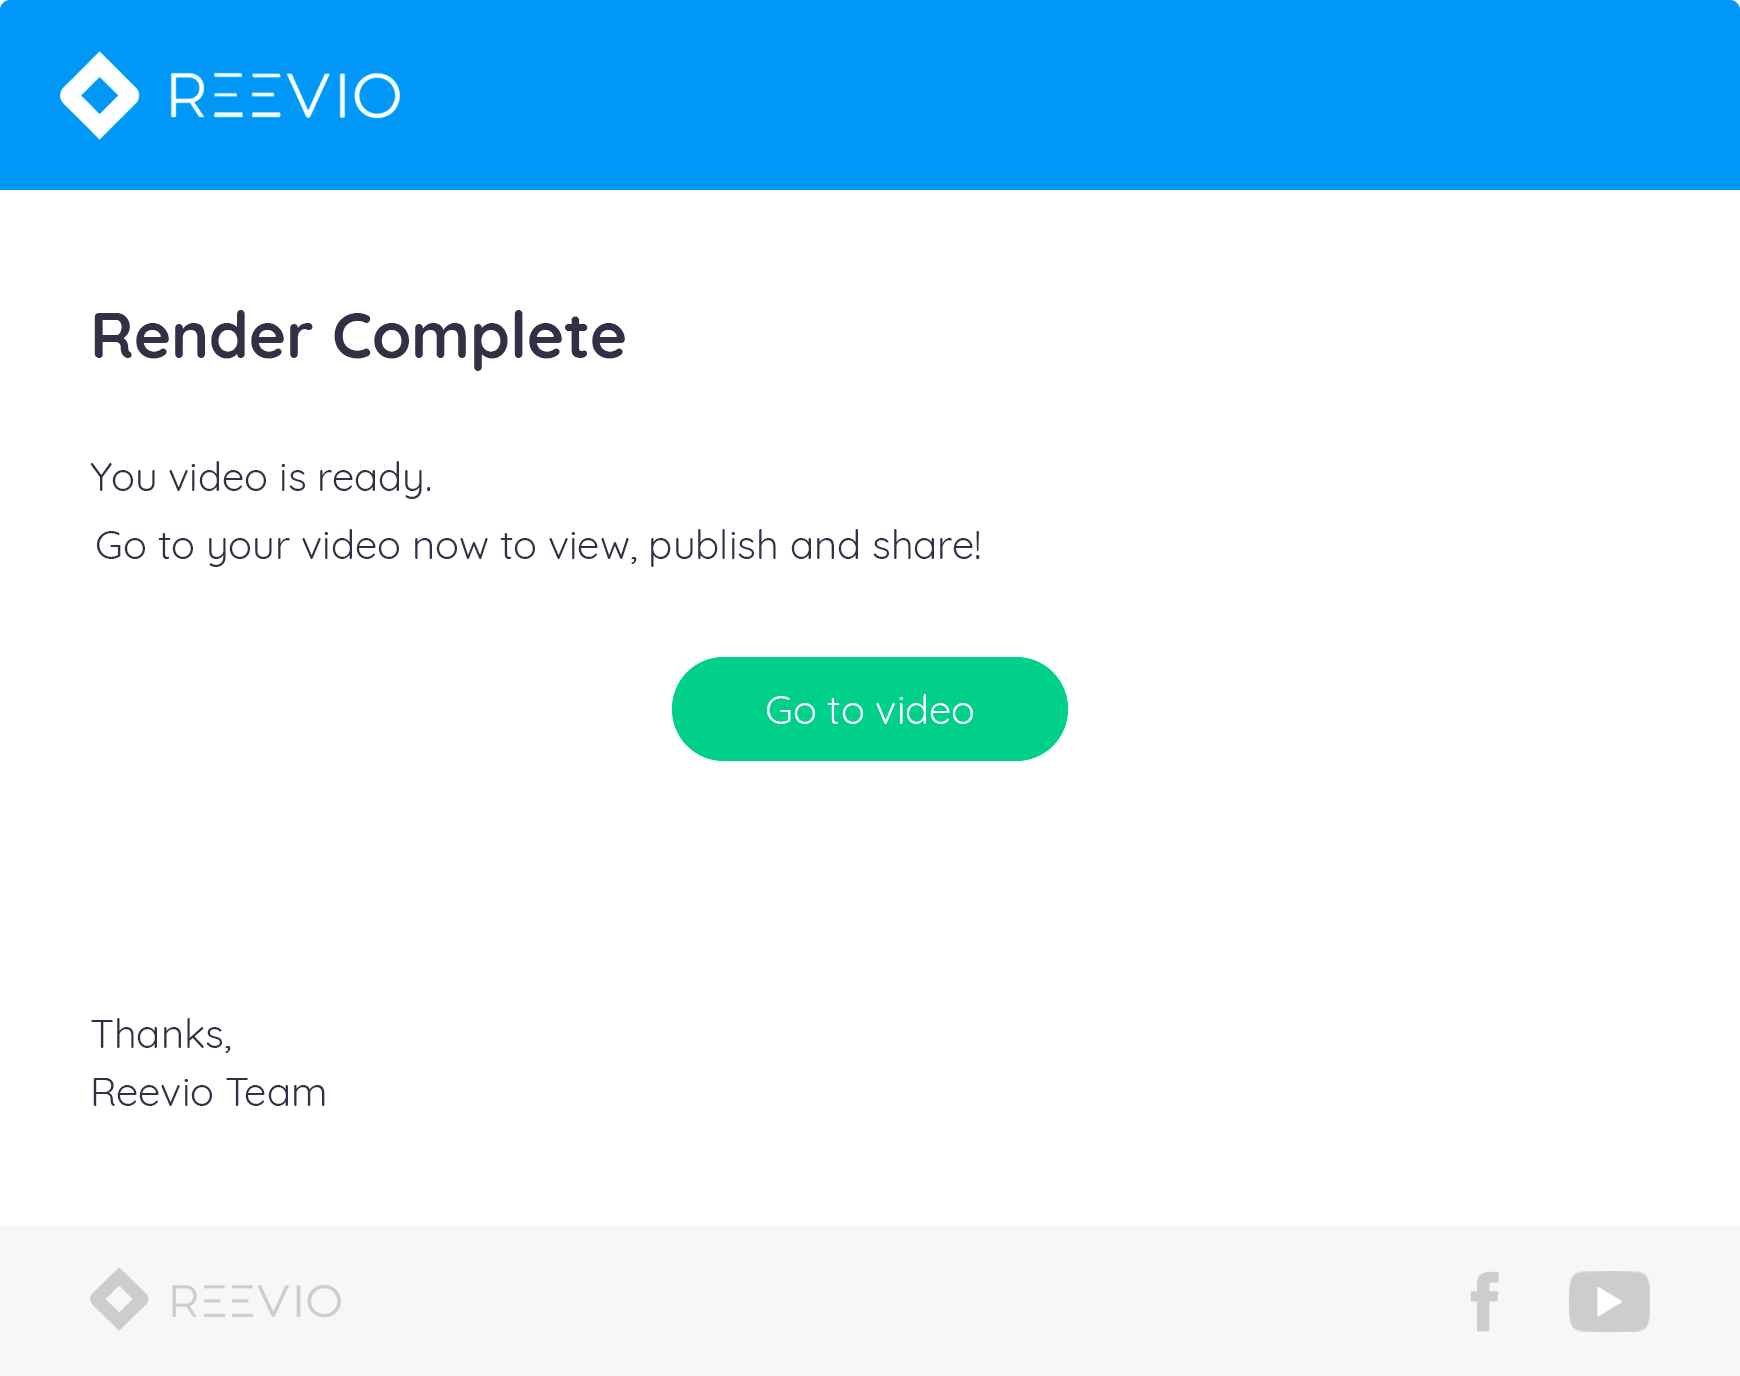 REEVIO
Render Complete
You video is ready.
Go to your video now to view, publish and share!
Go to video
Thanks,
Reevio Team
REEVIO